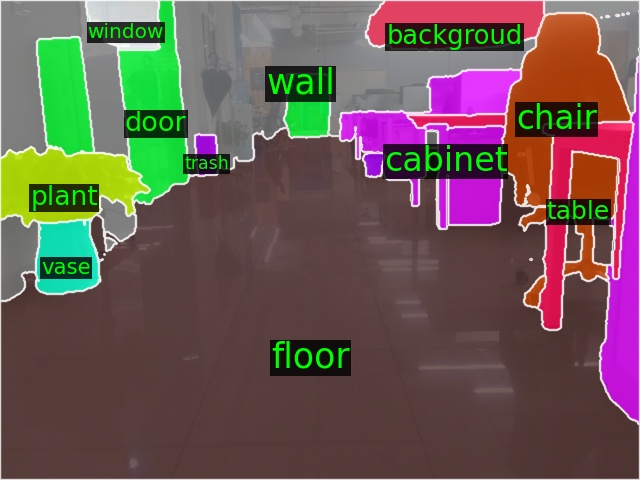 window
backgroud
wall
door
chair
trash
cabinet
plant
table
vase
floor